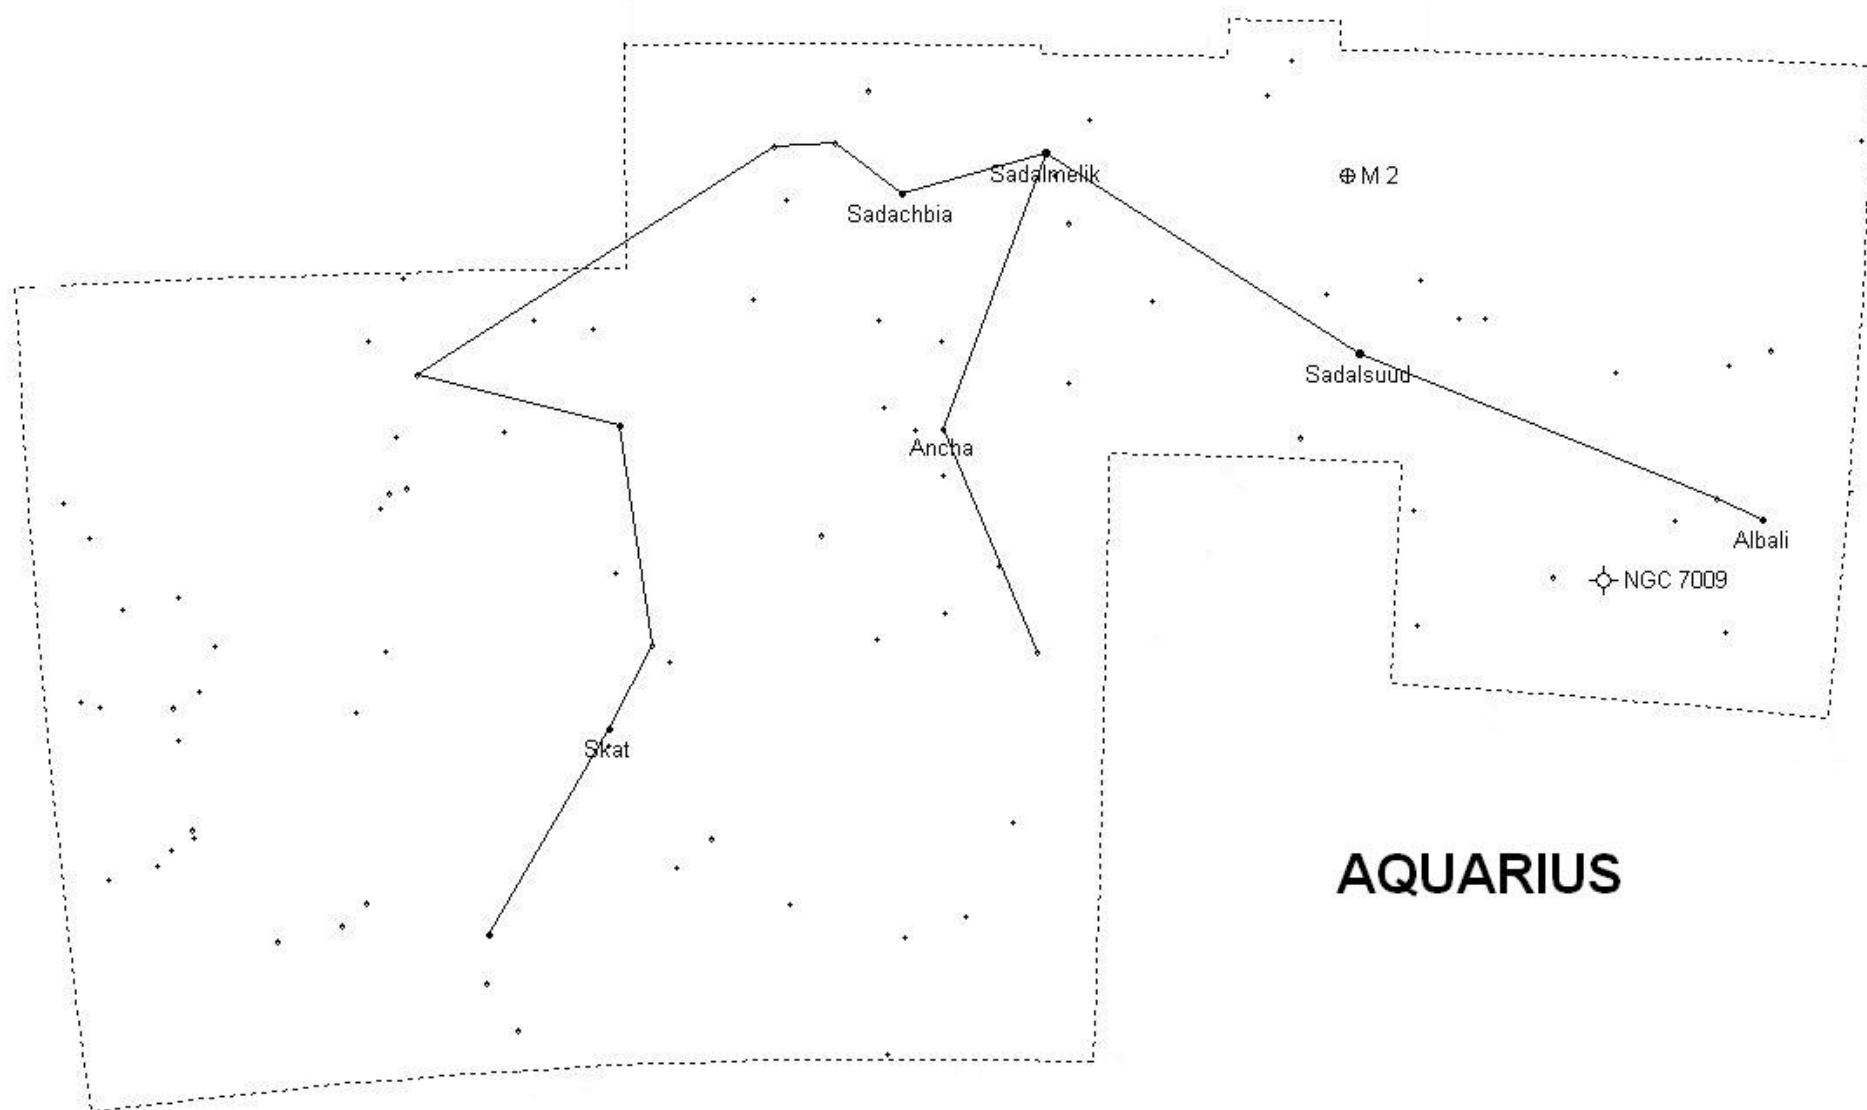 Sadalmelik
M 2
Sadachbia
Sadalsuud
Ancha
Albali
NGC 7009
Skat
AQUARIUS